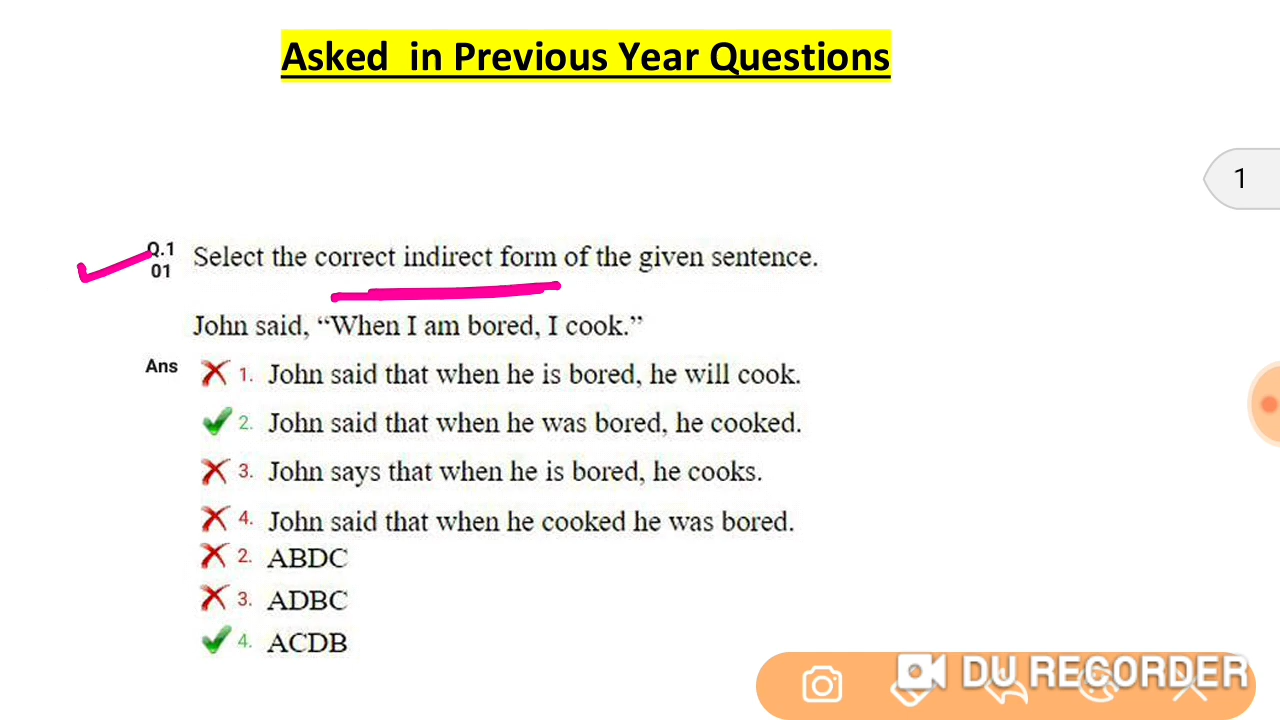 Asked in Previous Year Questions
1
Q.1
01
Select the correct indirect form of the given sentence.
John said, “When I am bored, I cook.”
Ans
1. John said that when he is bored, he will cook.
2. John said that when he was bored, he cooked.
3. John says that when he is bored, he cooks.
4. John said that when he cooked he was bored.
2. ABDC
3. ADBC
4. ACDB
DU RECORDER